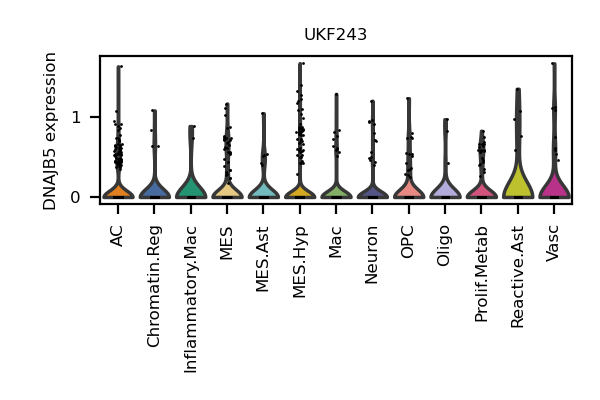 UKF243
DNAJB5 expression
1
0
AC
Chromatin.Reg
Inflammatory.Mac
MES
MES.Ast
MES.Hyp
Mac
Neuron
OPC
Oligo
Prolif.Metab
Reactive.Ast
Vasc